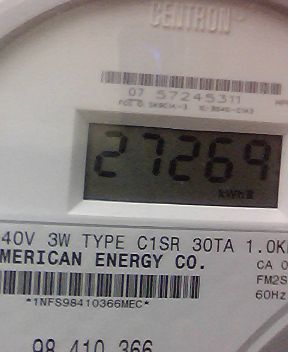 CENTRON
07 57245311
27269
kWh
40V 3W TYPE C1SR 30TA 1.0K
MERICAN ENERGY CO.
CA 0
FM2S
60Hz
*1NFS98410366MEC*
98 410 366